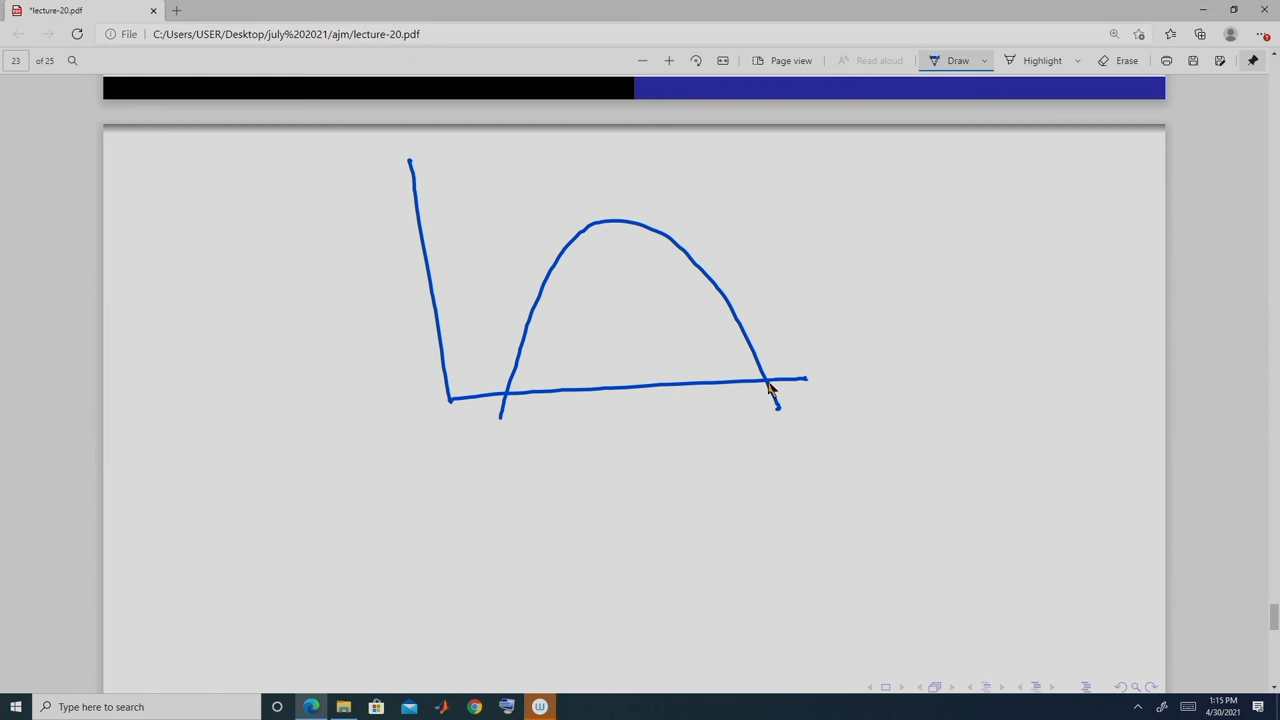 *lecture-20.pdf
File C:/Users/USER/Desktop/july%202021/ajm/lecture-20.pdf
23 of 25 Page view Read aloud Draw Highlight Erase
Type here to search
1:15 PM
4/30/2021